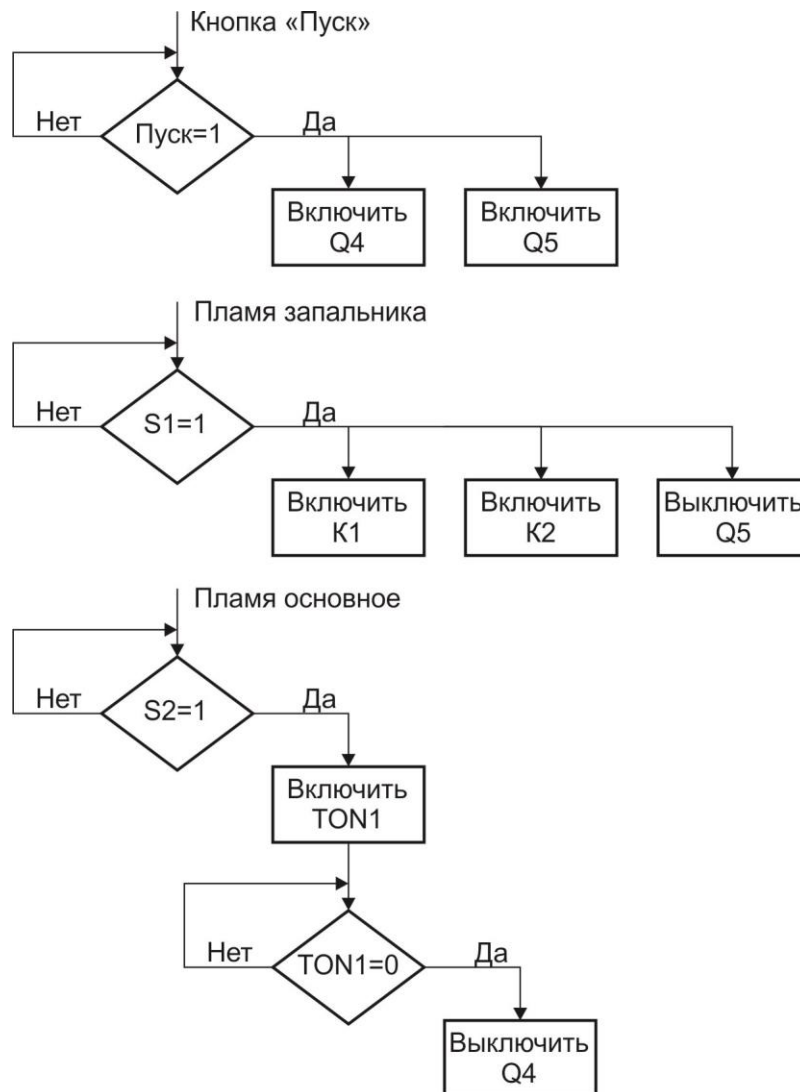 Кнопка «Пуск»
Нет
Пуск=1
Да
Включить
Q4
Включить
Q5
Пламя запальника
Нет
S1=1
Да
Включить
К1
Включить
К2
Выключить
Q5
Пламя основное
Нет
S2=1
Да
Включить
TON1
Нет
TON1=0
Да
Выключить
Q4